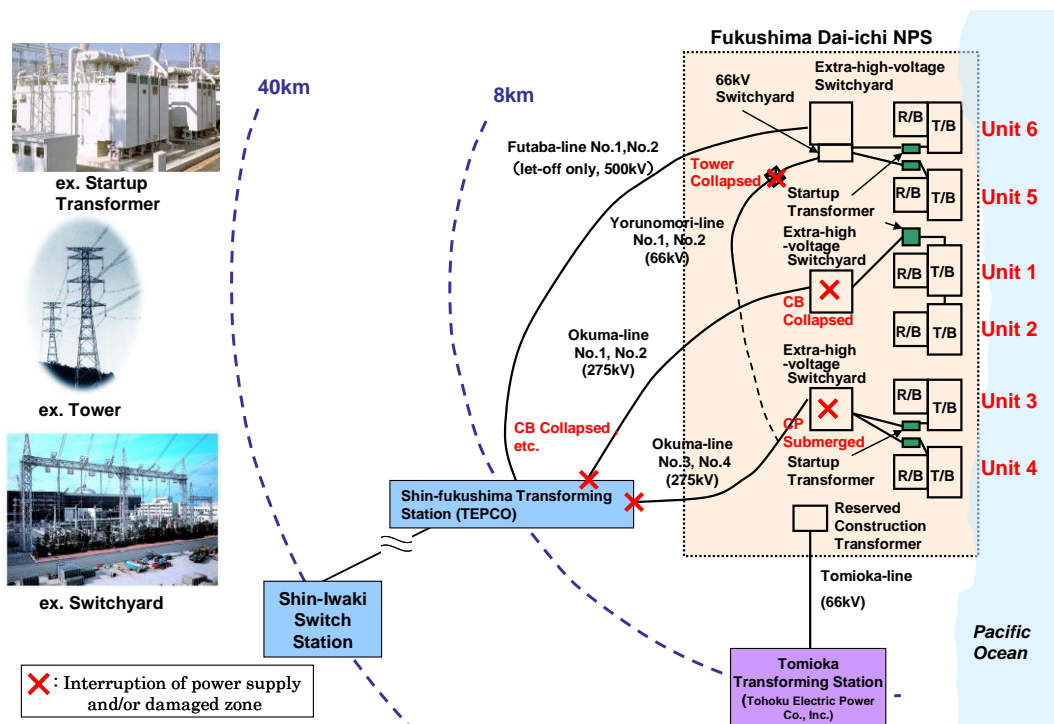 Fukushima Dai-ichi NPS
40km
8km
66kV
Switchyard
Extra-high-voltage
Switchyard
R/B
T/B
Unit 6
ex. Startup
Transformer
Futaba-line No.1,No.2
(let-off only, 500kV)
Tower
Collapsed
R/B
T/B
Unit 5
Startup
Transformer
Yorunomori-line
No.1, No.2
(66kV)
Extra-high
-voltage
Switchyard
R/B
T/B
Unit 1
CB
Collapsed
R/B
T/B
Unit 2
Okuma-line
No.1, No.2
(275kV)
Extra-high
-voltage
Switchyard
R/B
T/B
Unit 3
ex. Tower
CP
Submerged
CB Collapsed ,
etc.
Okuma-line
No.3, No.4
(275kV)
Startup
Transformer
R/B
T/B
Unit 4
Shin-fukushima Transforming
Station (TEPCO)
Reserved
Construction
Transformer
Tomioka-line
(66kV)
ex. Switchyard
Shin-Iwaki
Switch
Station
Pacific
Ocean
: Interruption of power supply
and/or damaged zone
Tomioka
Transforming Station
(Tohoku Electric Power
Co., Inc.)